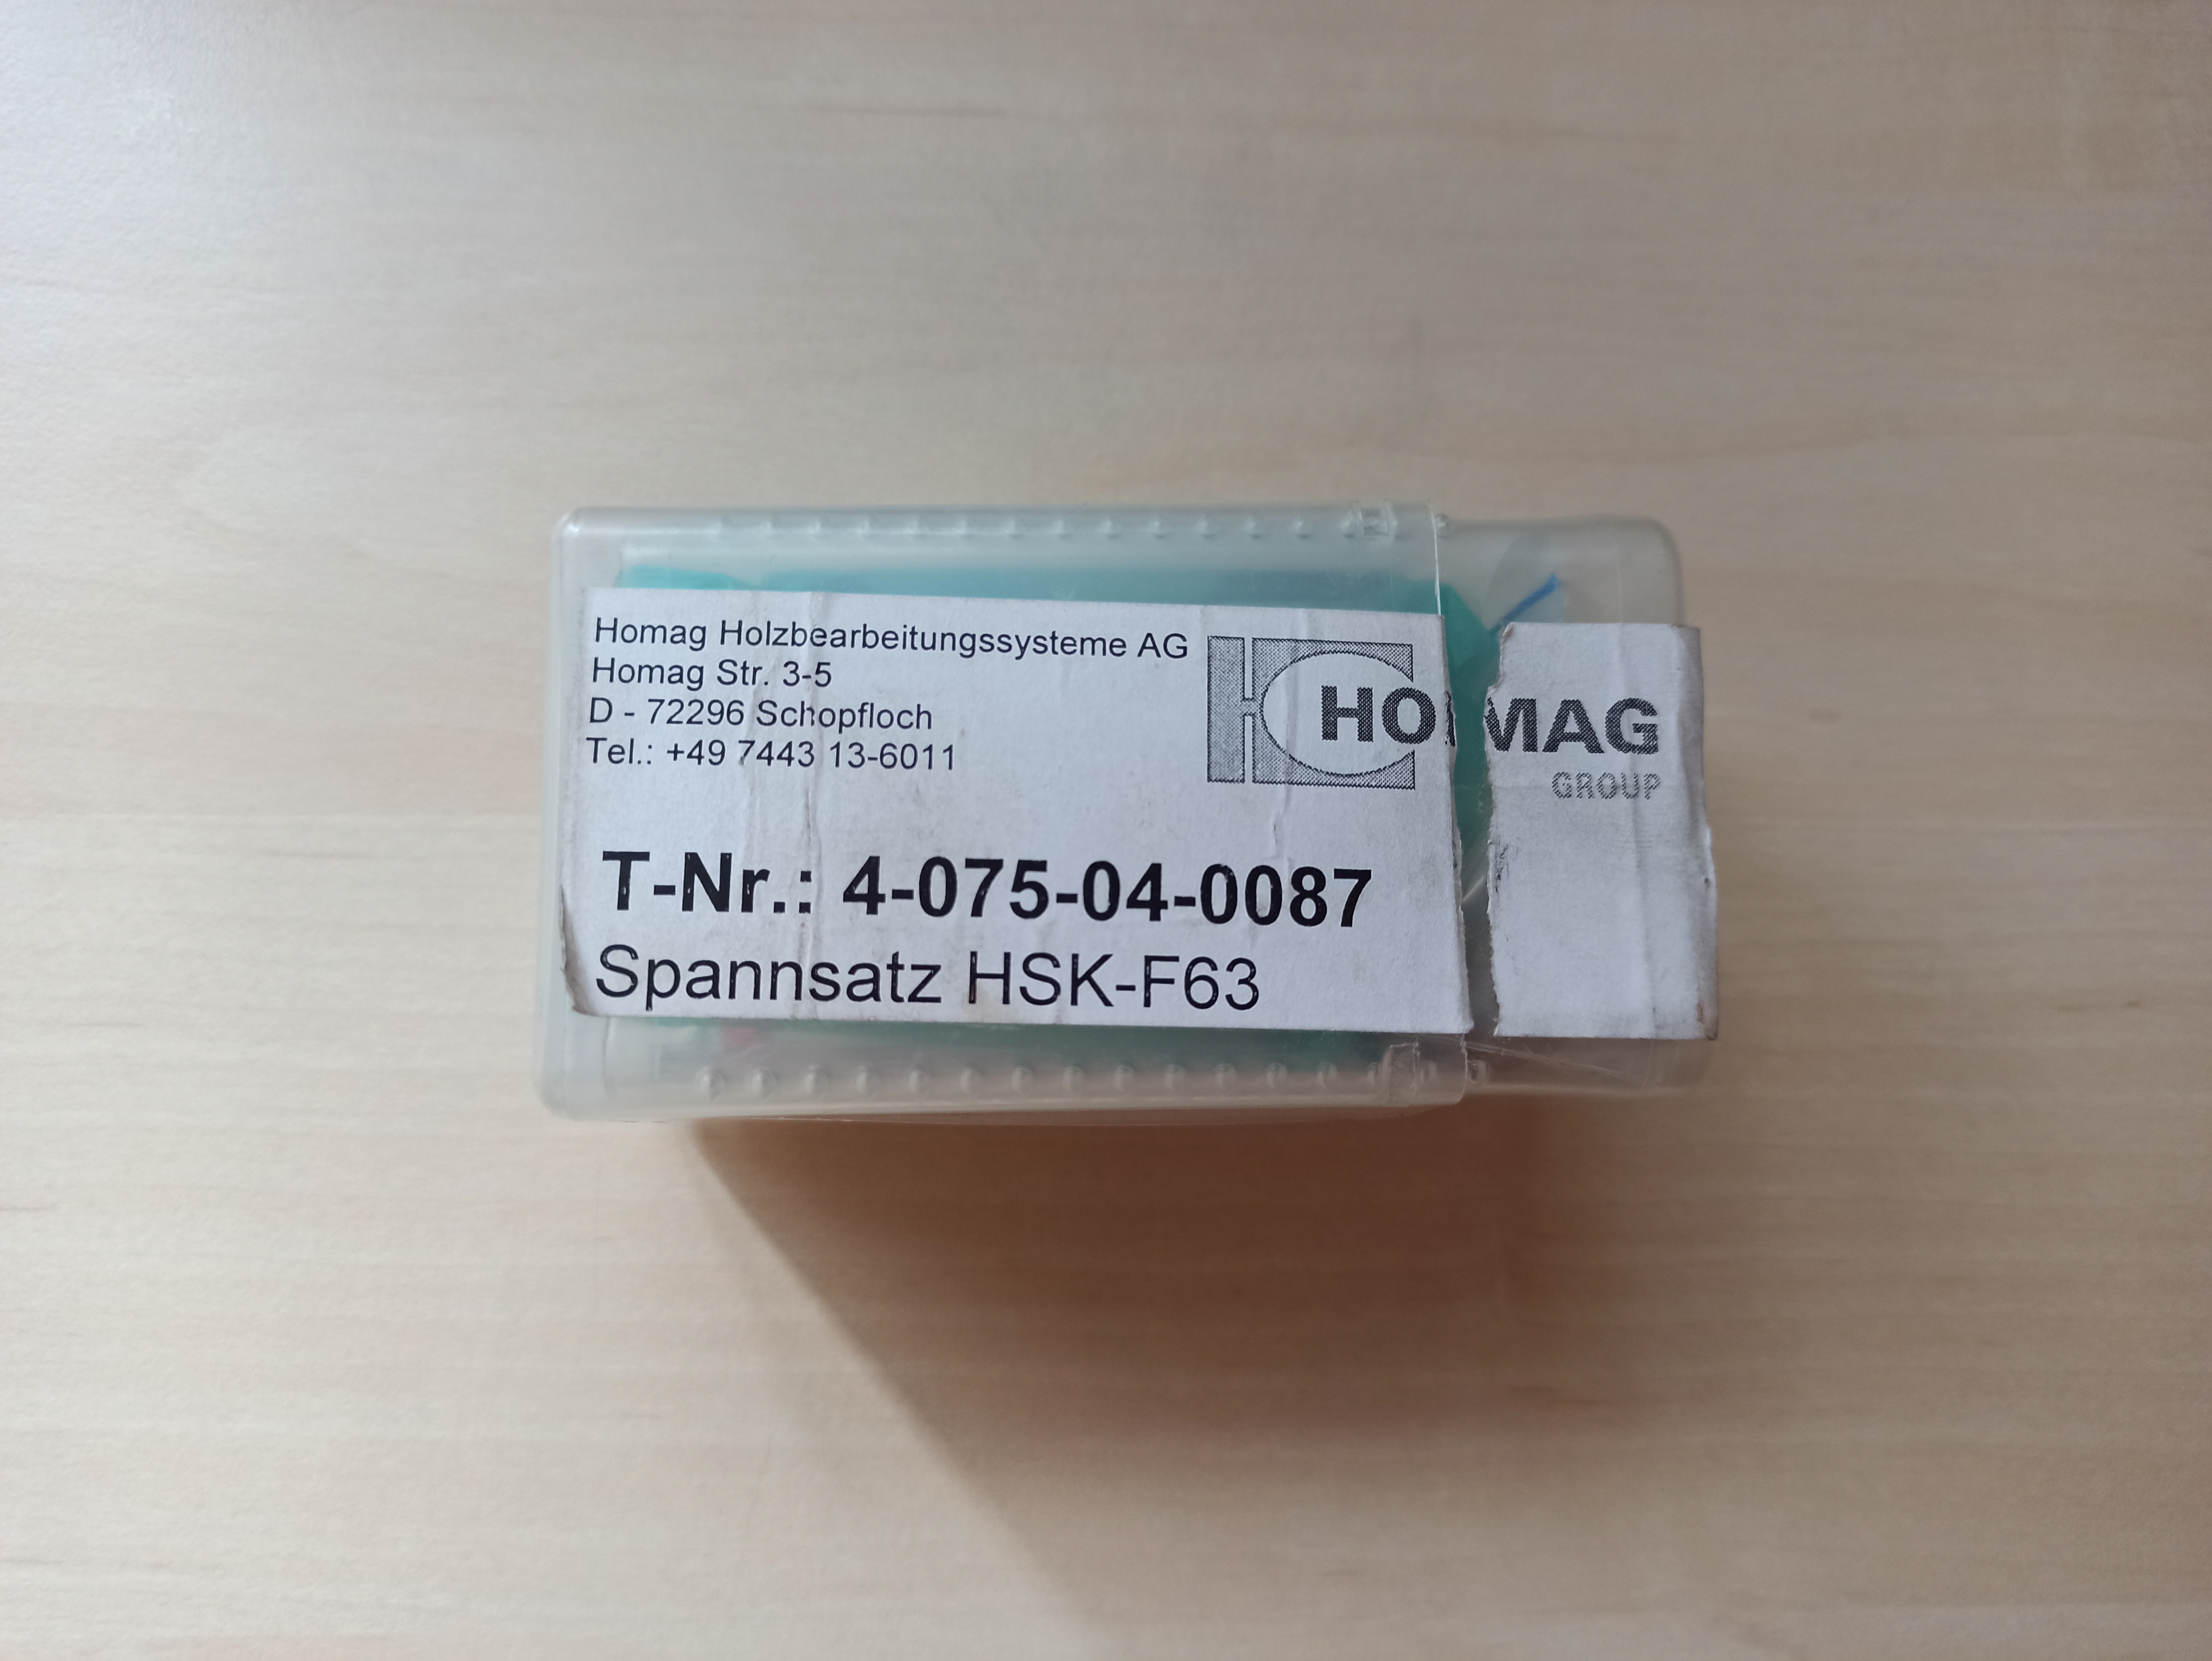 Homag Holzbearbeitungssysteme AG
Homag Str. 3-5
D - 72296 Schopfloch
Tel.: +49 7443 13-6011
HOMAG
GROUP
T-Nr.: 4-075-04-0087
Spannsatz HSK-F63